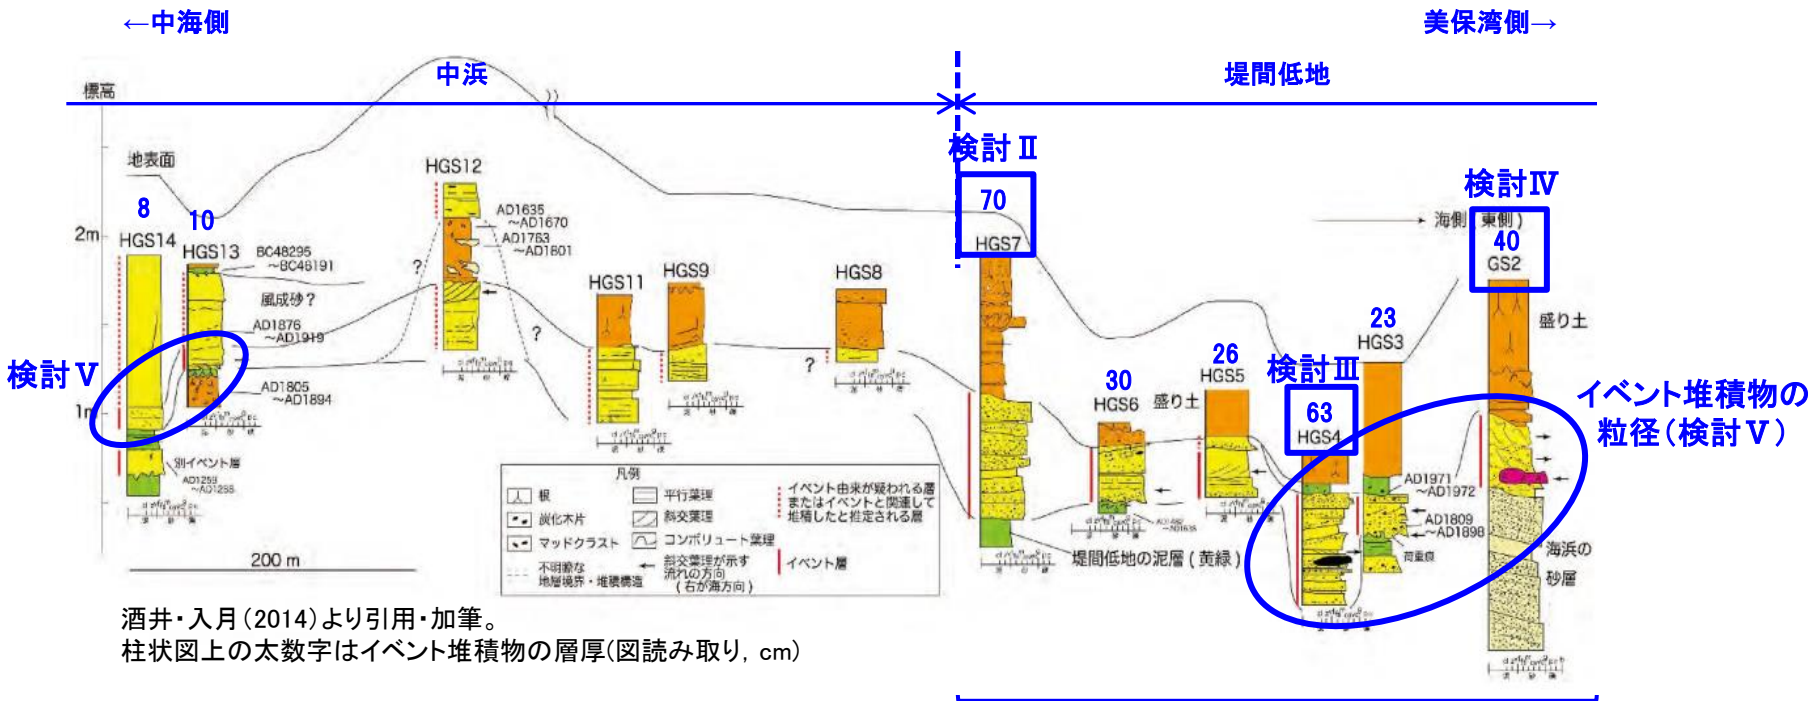 ←中海側
美保湾側→
中浜
堤間低地
標高
地表面
検討Ⅱ
検討Ⅳ
8
10
70
→ 海側(東側)
40
2m
HGS14
HGS13
HGS12
HGS7
GS2
AD1635
~AD1670
AD1763
~AD1801
BC48295
~BC46191
風成砂?
?
HGS11
HGS9
HGS8
AD1876
~AD1919
?
?
盛り土
23
HGS3
検討Ⅴ
AD1805
~AD1894
1m
30
HGS6
26
HGS5
盛り土
検討Ⅲ
63
HGS4
イベント堆積物の
粒径(検討Ⅴ)
別イベント層
AD1259
凡例
根
炭化木片
マッドクラスト
不明瞭な
地層境界・堆積構造
平行葉理
斜交葉理
コンボリュート葉理
斜交葉理が示す
流れの方向
(右が海方向)
イベント由来が疑われる層
またはイベントと関連して
堆積したと推定される層
イベント層
AD1971
~AD1972
AD1809
~AD1898
荷重痕
堤間低地の泥層(黄緑)
海浜の
砂層
200 m
酒井・入月(2014)より引用・加筆。
柱状図上の太数字はイベント堆積物の層厚(図読み取り, cm)